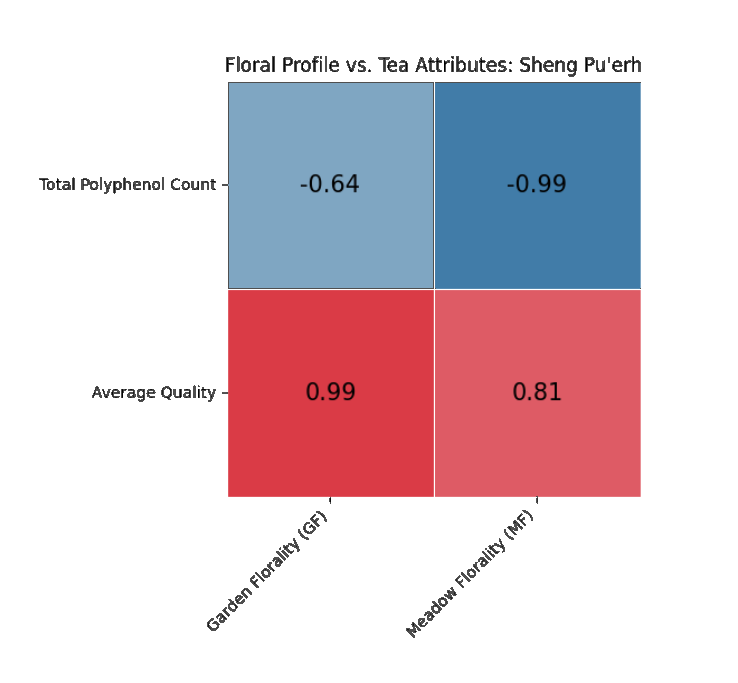 Floral Profile vs. Tea Attributes: Sheng Pu'erh
Total Polyphenol Count
-0.64
-0.99
Average Quality
0.99
0.81
Garden Florality (GF)
Meadow Florality (MF)